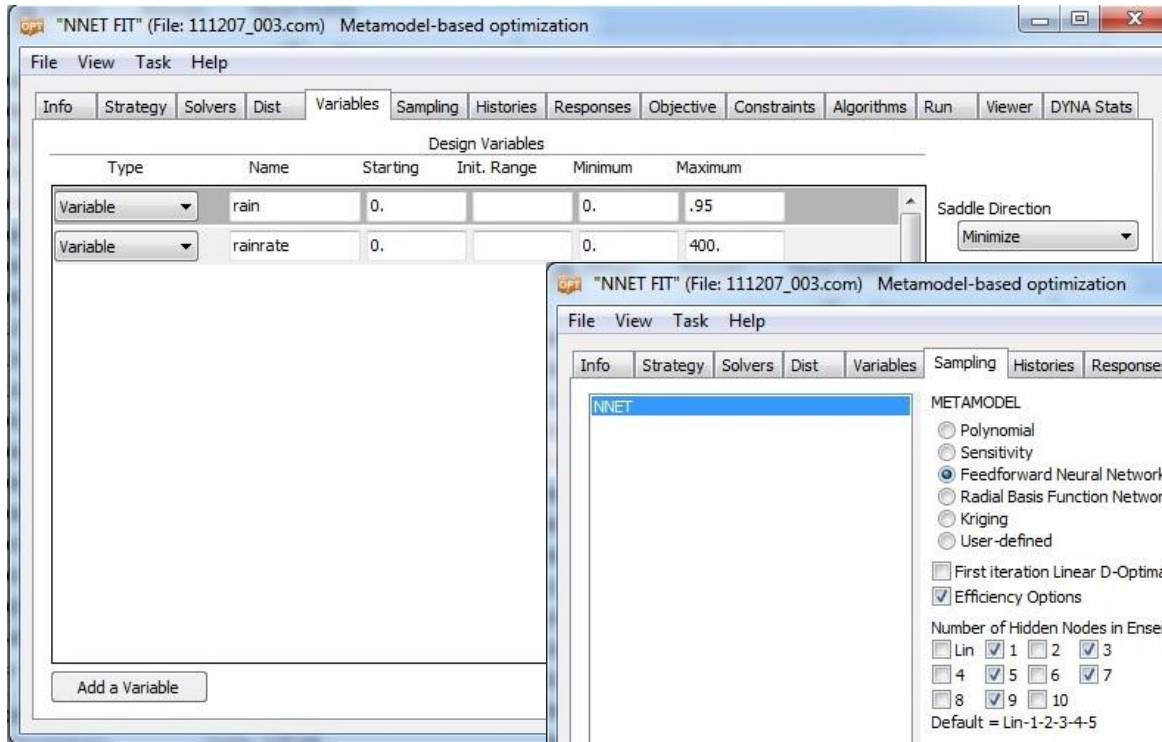 "NNET FIT" (File: 111207_003.com) Metamodel-based optimization
File View Task Help
Info Strategy Solvers Dist Variables Sampling Histories Responses Objective Constraints Algorithms Run Viewer DYNA Stats
Design Variables
Type Name Starting Init. Range Minimum Maximum
Variable rain 0. 0. .95
Saddle Direction
Minimize
Variable rainrate 0. 0. 400.
Add a Variable
"NNET FIT" (File: 111207_003.com) Metamodel-based optimization
File View Task Help
Info Strategy Solvers Dist Variables Sampling Histories Response
NNET
METAMODEL
Polynomial
Sensitivity
Feedforward Neural Network
Radial Basis Function Networ
Kriging
User-defined
First iteration Linear D-Optima
Efficiency Options
Number of Hidden Nodes in Ense
Lin 1 2 3
4 5 6 7
8 9 10
Default = Lin-1-2-3-4-5